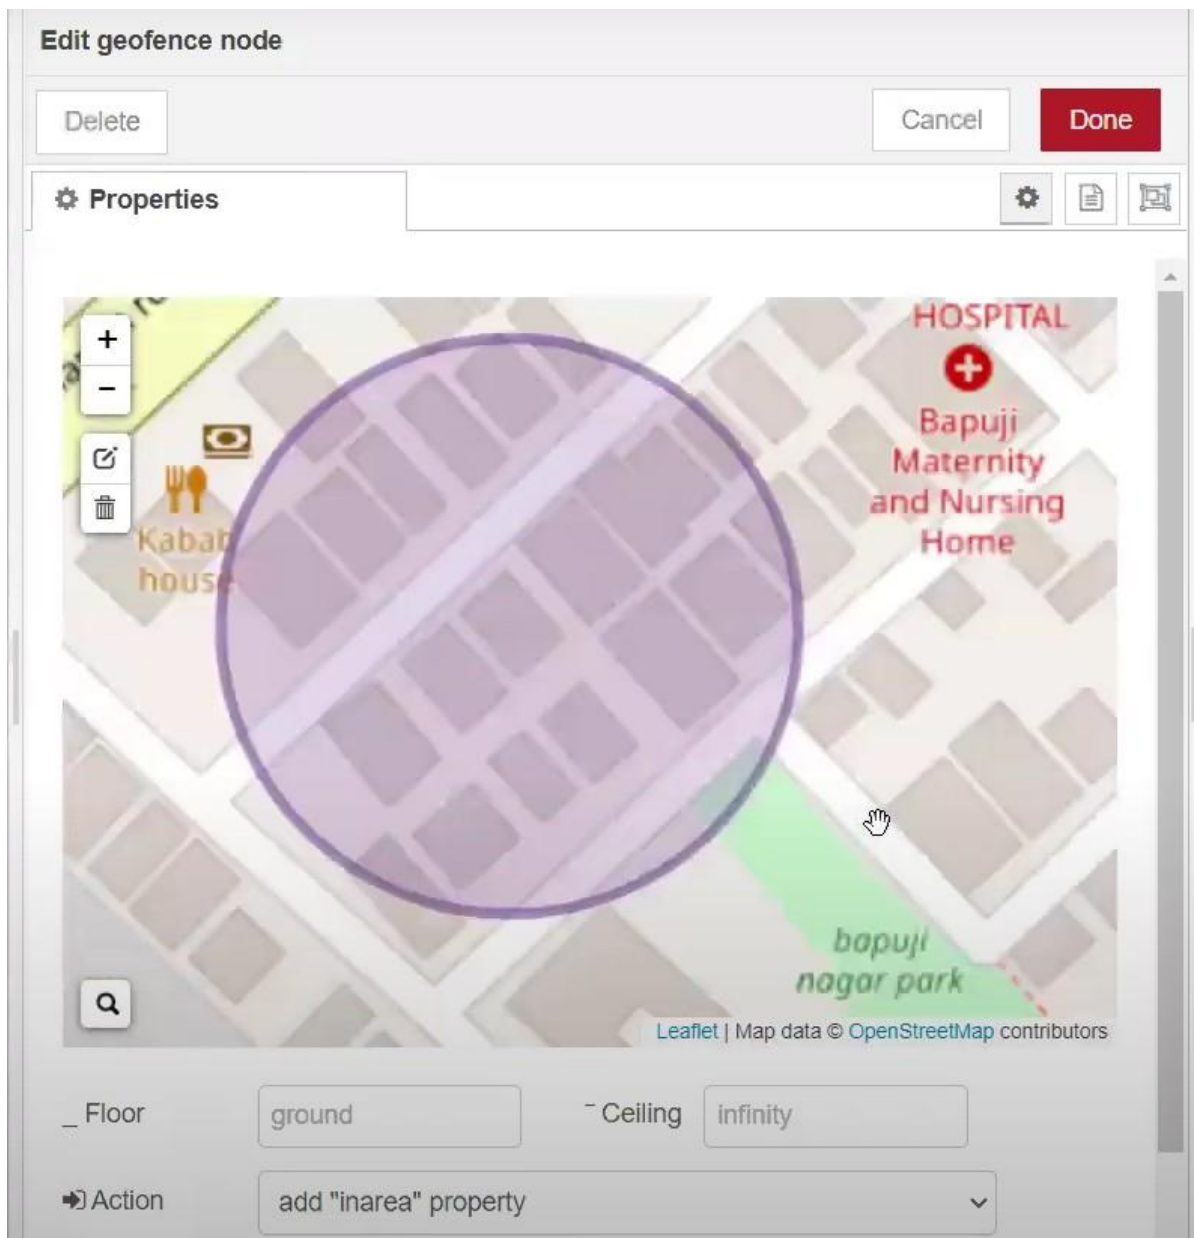 Edit geofence node
Delete
Cancel
Done
Properties
+
−
HOSPITAL
Bapuji
Maternity
and Nursing
Home
Kabab
house
bapuji
nagar park
Leaflet | Map data © OpenStreetMap contributors
_ Floor
ground
‾ Ceiling
infinity
Action
add "inarea" property